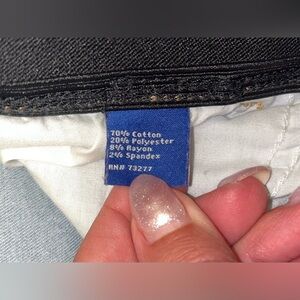 70% Cotton
20% Polyester
8% Rayon
2% Spandex
RN# 73277